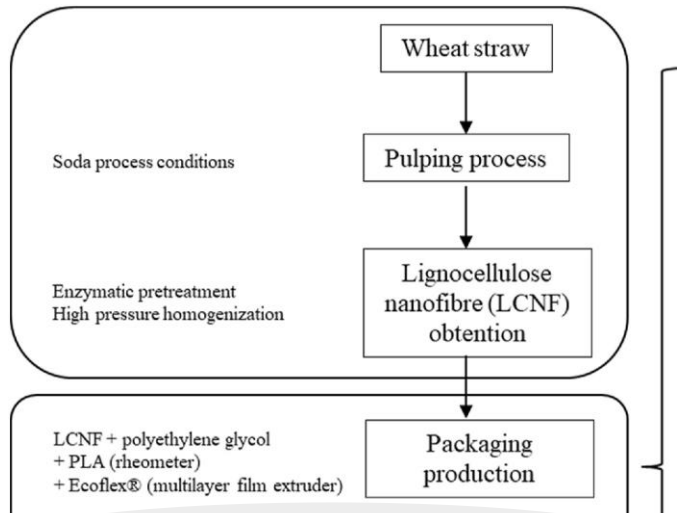 Wheat straw
Soda process conditions
Pulping process
Enzymatic pretreatment
High pressure homogenization
Lignocellulose
nanofibre (LCNF)
obtention
LCNF + polyethylene glycol
+ PLA (rheometer)
+ Ecoflex® (multilayer film extruder)
Packaging
production